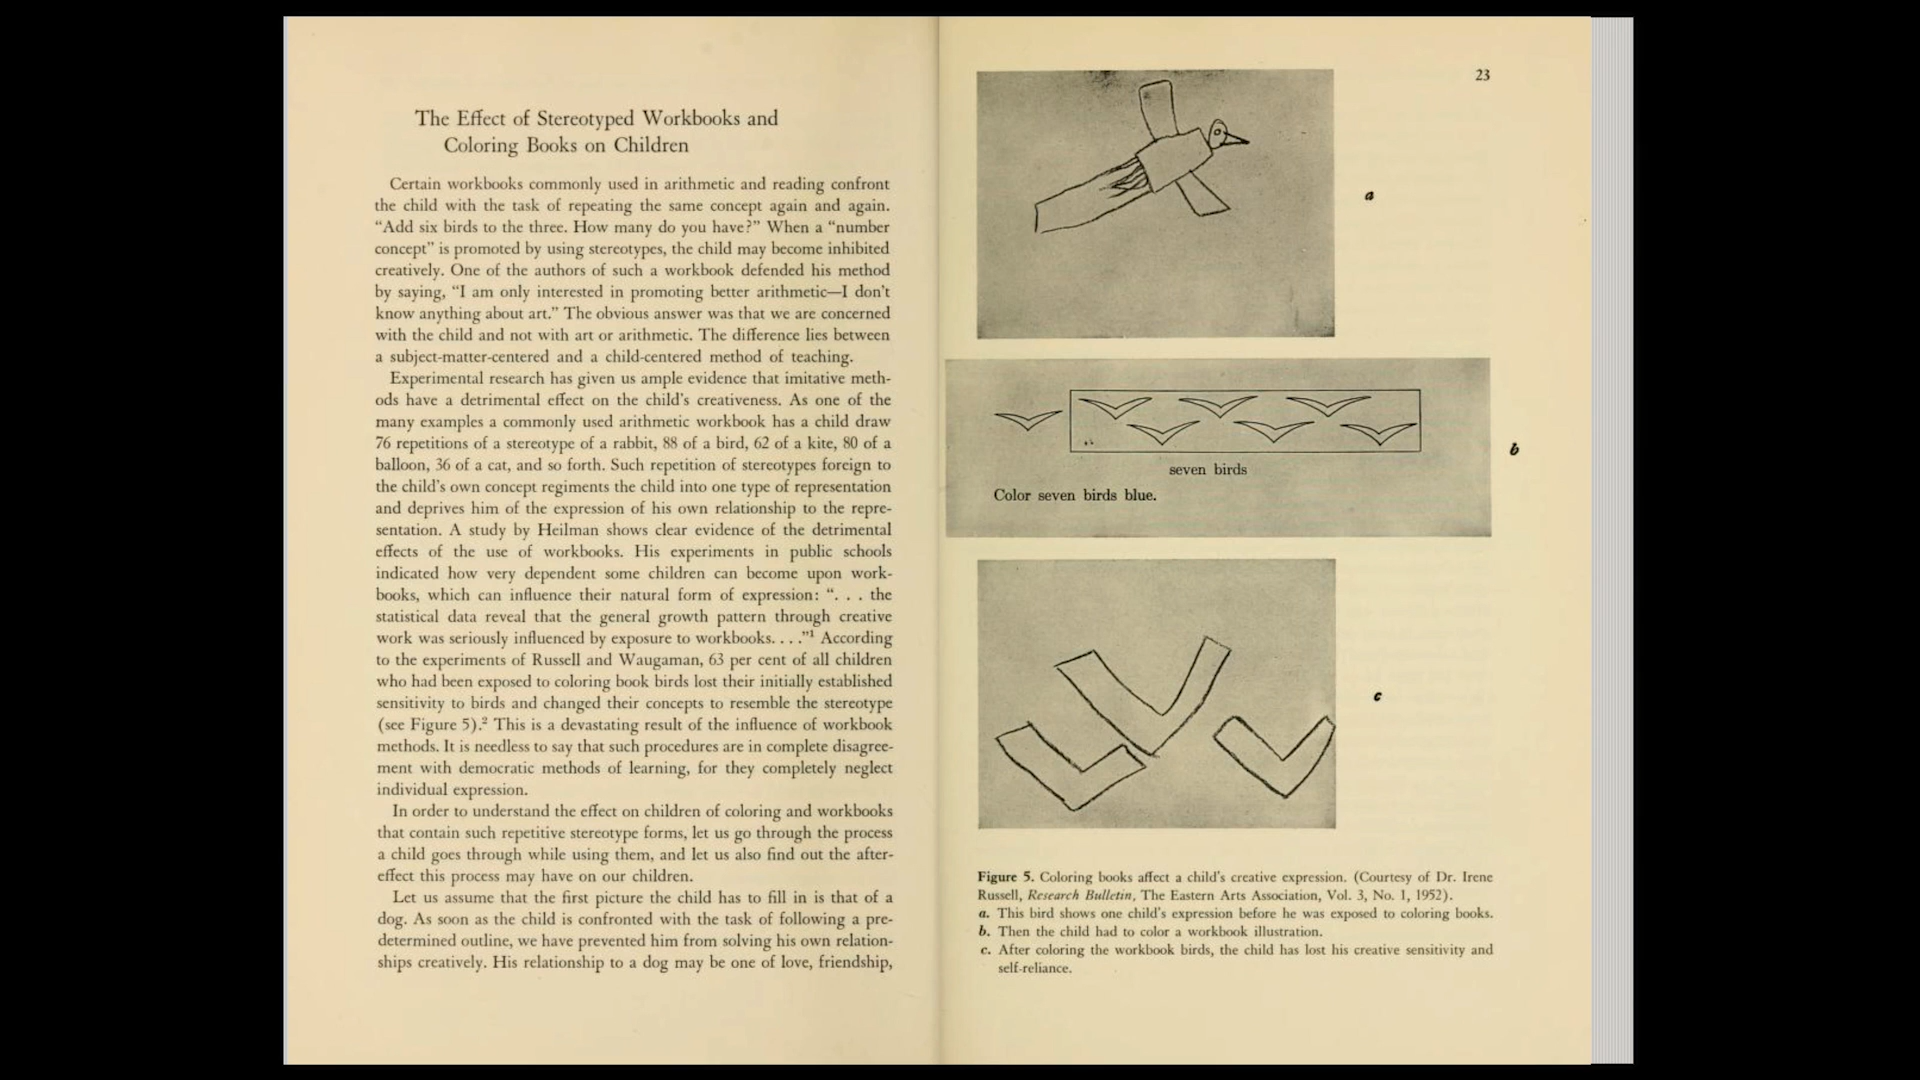 The Effect of Stereotyped Workbooks and
Coloring Books on Children
Certain workbooks commonly used in arithmetic and reading confront
the child with the task of repeating the same concept again and again.
“Add six birds to the three. How many do you have?” When a “number
concept” is promoted by using stereotypes, the child may become inhibited
creatively. One of the authors of such a workbook defended his method
by saying, “I am only interested in promoting better arithmetic—I don’t
know anything about art.” The obvious answer was that we are concerned
with the child and not with art or arithmetic. The difference lies between
a subject-matter-centered and a child-centered method of teaching.
Experimental research has given us ample evidence that imitative meth-
ods have a detrimental effect on the child’s creativeness. As one of the
many examples a commonly used arithmetic workbook has a child draw
76 repetitions of a stereotype of a rabbit, 88 of a bird, 62 of a kite, 80 of a
balloon, 36 of a cat, and so forth. Such repetition of stereotypes foreign to
the child’s own concept regiments the child into one type of representation
and deprives him of the expression of his own relationship to the repre-
sentation. A study by Heilman shows clear evidence of the detrimental
effects of the use of workbooks. His experiments in public schools
indicated how very dependent some children can become upon work-
books, which can influence their natural form of expression: “. . . the
statistical data reveal that the general growth pattern through creative
work was seriously influenced by exposure to workbooks. . . .”¹ According
to the experiments of Russell and Waugaman, 63 per cent of all children
who had been exposed to coloring book birds lost their initially established
sensitivity to birds and changed their concepts to resemble the stereotype
(see Figure 5).² This is a devastating result of the influence of workbook
methods. It is needless to say that such procedures are in complete disagree-
ment with democratic methods of learning, for they completely neglect
individual expression.
In order to understand the effect on children of coloring and workbooks
that contain such repetitive stereotype forms, let us go through the process
a child goes through while using them, and let us also find out the after-
effect this process may have on our children.
Let us assume that the first picture the child has to fill in is that of a
dog. As soon as the child is confronted with the task of following a pre-
determined outline, we have prevented him from solving his own relation-
ships creatively. His relationship to a dog may be one of love, friendship,
23
a
seven birds
Color seven birds blue.
b
c
Figure 5. Coloring books affect a child’s creative expression. (Courtesy of Dr. Irene
Russell, Research Bulletin, The Eastern Arts Association, Vol. 3, No. 1, 1952).
a. This bird shows one child’s expression before he was exposed to coloring books.
b. Then the child had to color a workbook illustration.
c. After coloring the workbook birds, the child has lost his creative sensitivity and
self-reliance.